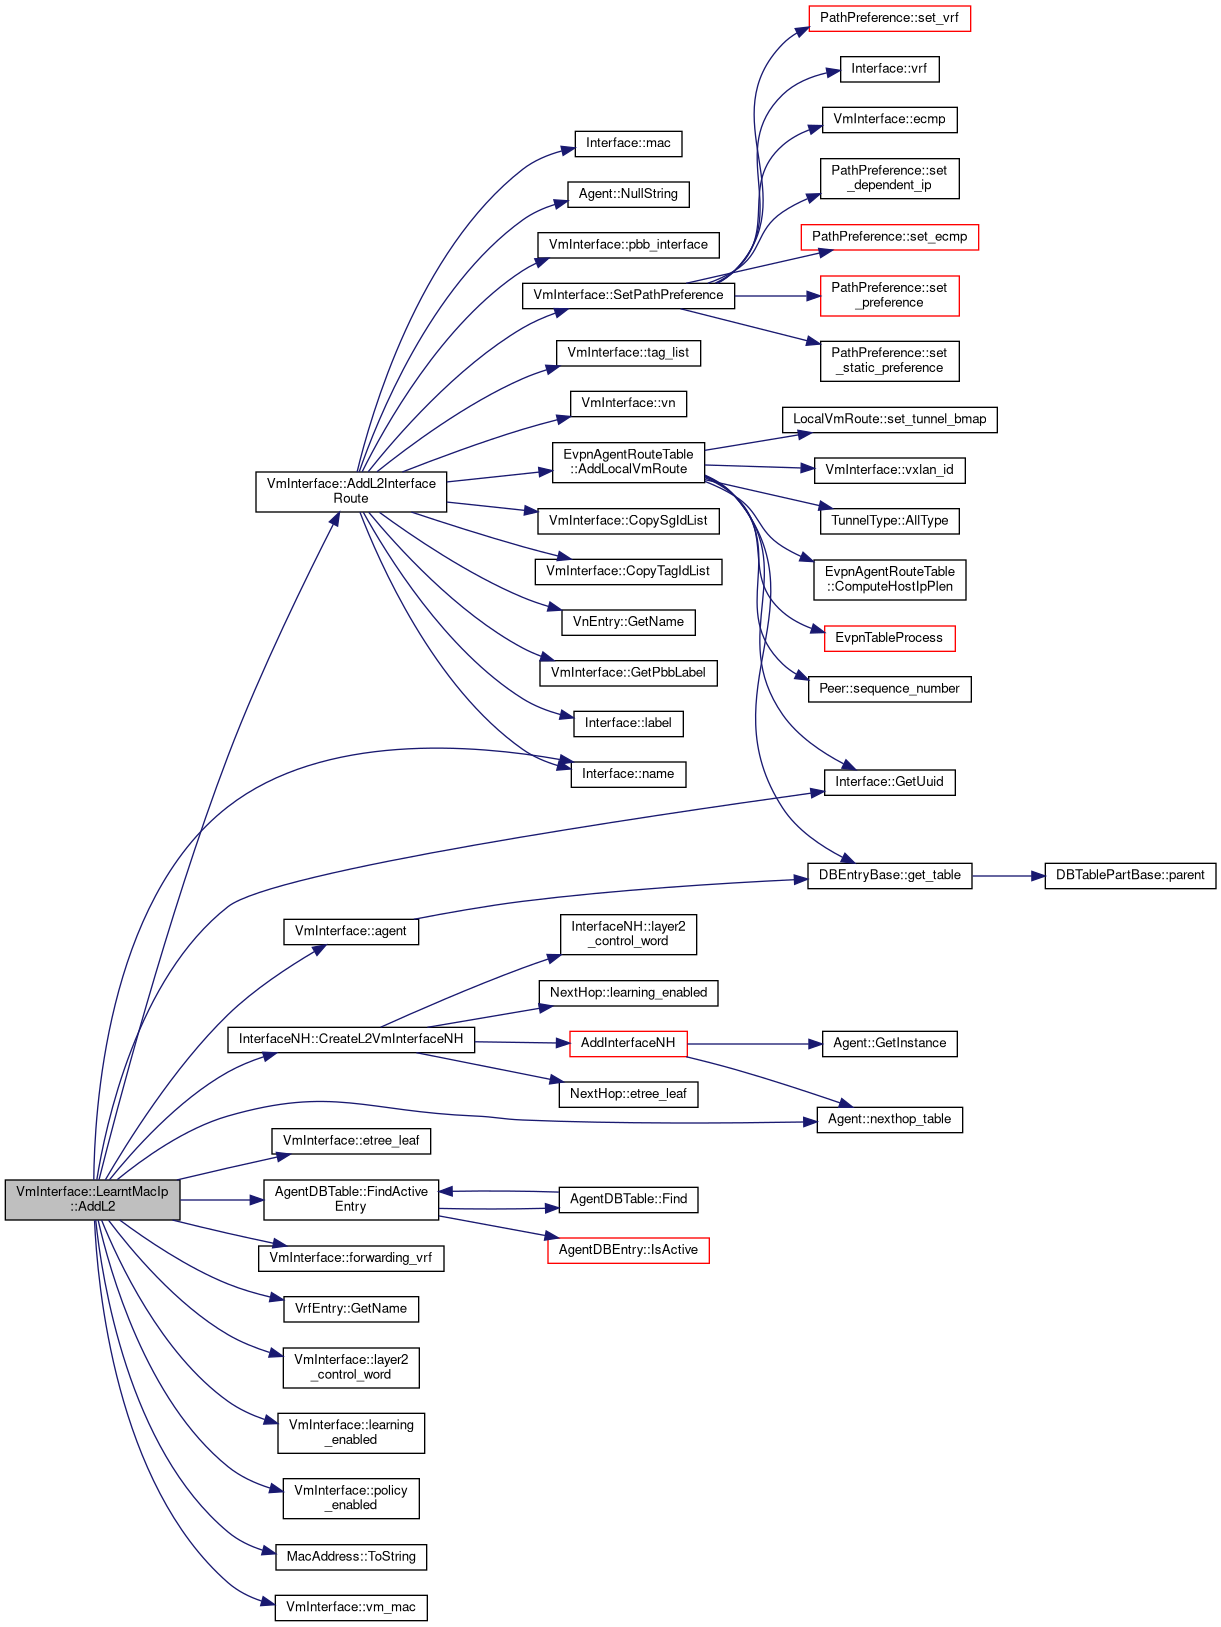 PathPreference::set_vrf
Interface::vrf
VmInterface::ecmp
PathPreference::set
_dependent_ip
PathPreference::set_ecmp
PathPreference::set
_preference
PathPreference::set
_static_preference
Interface::mac
Agent::NullString
VmInterface::pbb_interface
VmInterface::SetPathPreference
VmInterface::tag_list
VmInterface::vn
EvpnAgentRouteTable
::AddLocalVmRoute
VmInterface::CopySgIdList
VmInterface::CopyTagIdList
VnEntry::GetName
VmInterface::GetPbbLabel
Interface::label
Interface::name
LocalVmRoute::set_tunnel_bmap
VmInterface::vxlan_id
TunnelType::AllType
EvpnAgentRouteTable
::ComputeHostIpPlen
EvpnTableProcess
Peer::sequence_number
Interface::GetUuid
DBEntryBase::get_table
DBTablePartBase::parent
VmInterface::AddL2Interface
Route
VmInterface::agent
InterfaceNH::CreateL2VmInterfaceNH
InterfaceNH::layer2
_control_word
NextHop::learning_enabled
AddInterfaceNH
NextHop::etree_leaf
Agent::GetInstance
Agent::nexthop_table
VmInterface::LearntMacIp
::AddL2
VmInterface::etree_leaf
AgentDBTable::FindActive
Entry
AgentDBTable::Find
AgentDBEntry::IsActive
VmInterface::forwarding_vrf
VrfEntry::GetName
VmInterface::layer2
_control_word
VmInterface::learning
_enabled
VmInterface::policy
_enabled
MacAddress::ToString
VmInterface::vm_mac